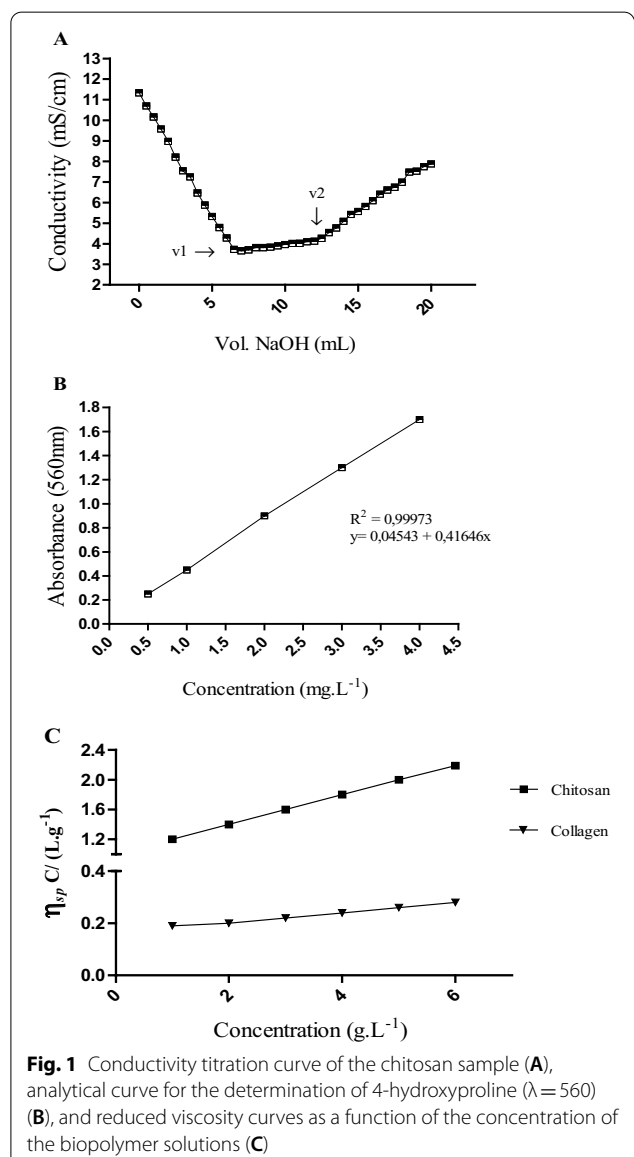 A
Conductivity (mS/cm)
13
12
11
10
9
8
7
6
5
4
3
2
v1 →
v2
↓
0
5
10
15
20
Vol. NaOH (mL)
B
Absorbance (560nm)
1.8
1.6
1.4
1.2
1.0
0.8
0.6
0.4
0.2
0.0
R² = 0,99973
y= 0,04543 + 0,41646x
0.0
0.5
1.0
1.5
2.0
2.5
3.0
3.5
4.0
4.5
Concentration (mg.L⁻¹)
C
η_sp C/ (L.g⁻¹)
2.4
2.0
1.6
1.2
0.4
0.2
0.0
Chitosan
Collagen
0
2
4
6
Concentration (g.L⁻¹)
Fig. 1 Conductivity titration curve of the chitosan sample (A),
analytical curve for the determination of 4-hydroxyproline (λ = 560)
(B), and reduced viscosity curves as a function of the concentration of
the biopolymer solutions (C)